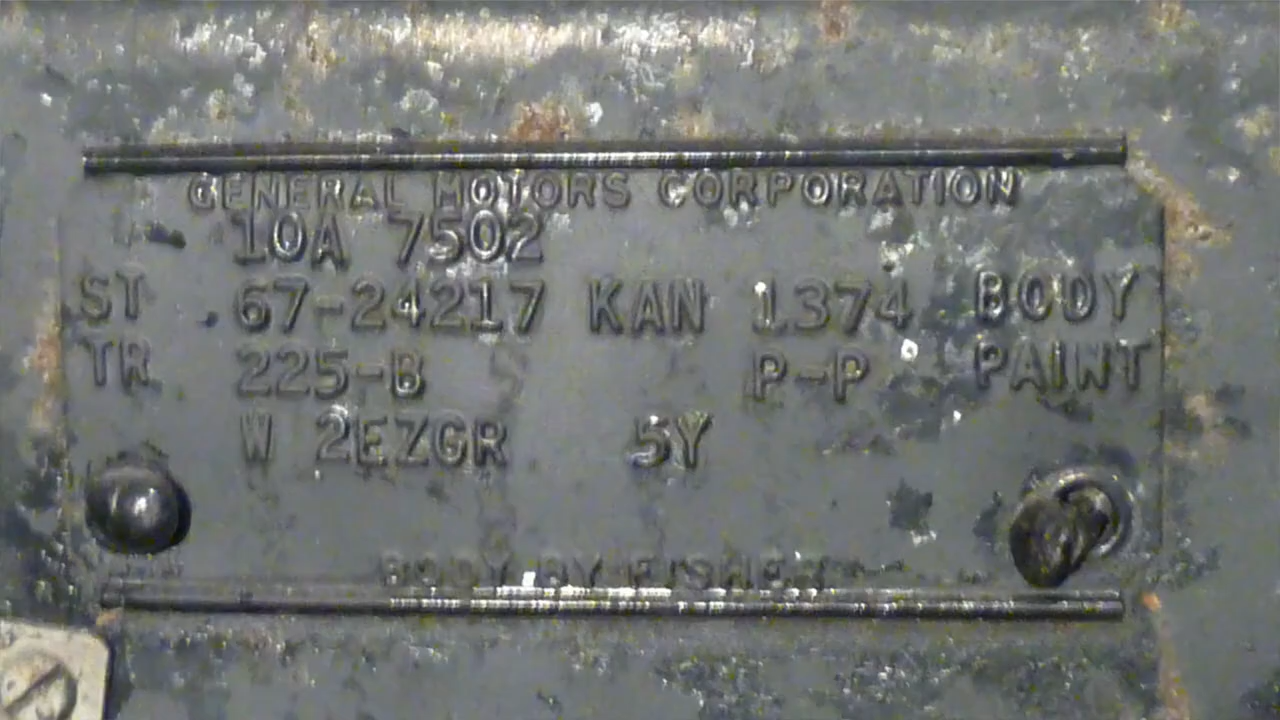 GENERAL MOTORS CORPORATION
10A 7502
ST 67-24217 KAN 1374 BODY
TR 225-B P-P PAINT
W 2EZGR 5Y
BODY BY FISHER